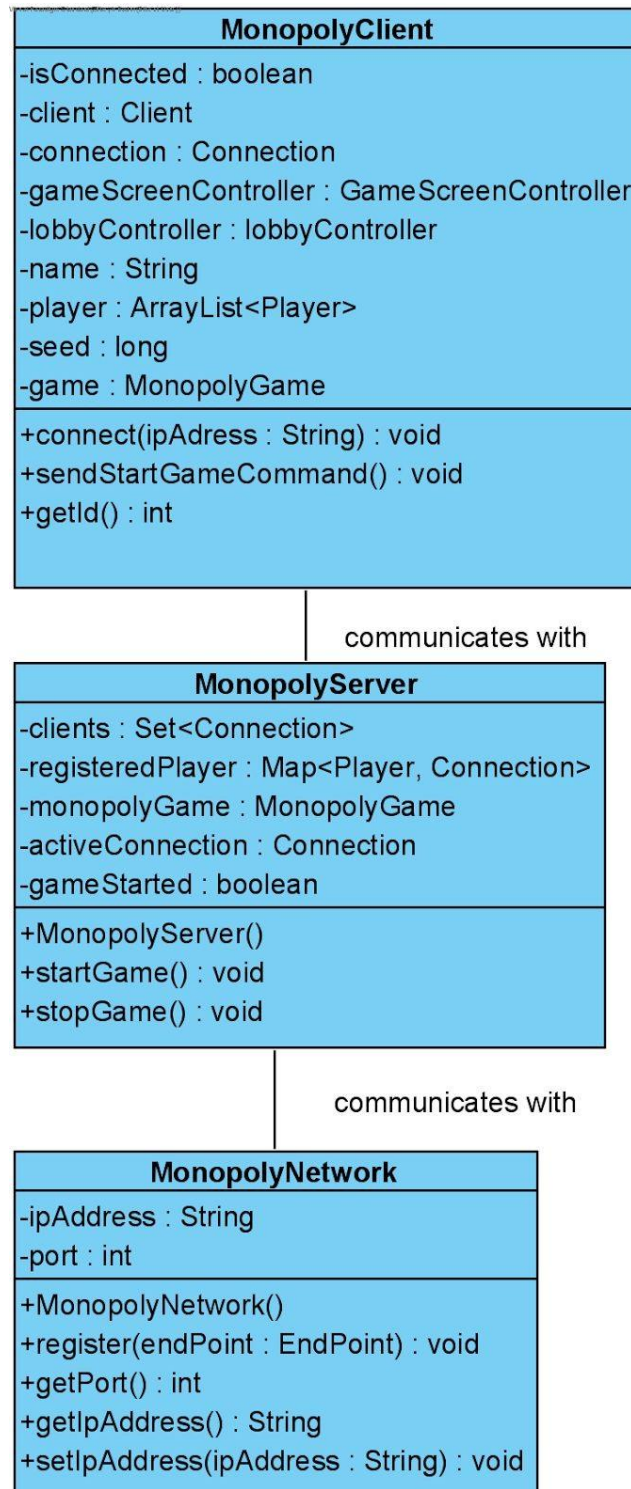 MonopolyClient
-isConnected : boolean
-client : Client
-connection : Connection
-gameScreenController : GameScreenController
-lobbyController : lobbyController
-name : String
-player : ArrayList<Player>
-seed : long
-game : MonopolyGame
+connect(ipAdress : String) : void
+sendStartGameCommand() : void
+getId() : int
communicates with
MonopolyServer
-clients : Set<Connection>
-registeredPlayer : Map<Player, Connection>
-monopolyGame : MonopolyGame
-activeConnection : Connection
-gameStarted : boolean
+MonopolyServer()
+startGame() : void
+stopGame() : void
communicates with
MonopolyNetwork
-ipAddress : String
-port : int
+MonopolyNetwork()
+register(endPoint : EndPoint) : void
+getPort() : int
+getIpAddress() : String
+setIpAddress(ipAddress : String) : void